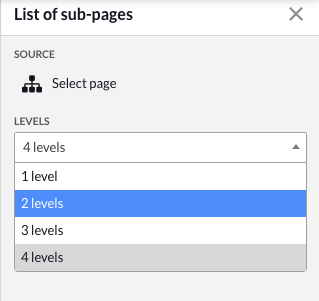 List of sub-pages
SOURCE
Select page
LEVELS
4 levels
1 level
2 levels
3 levels
4 levels